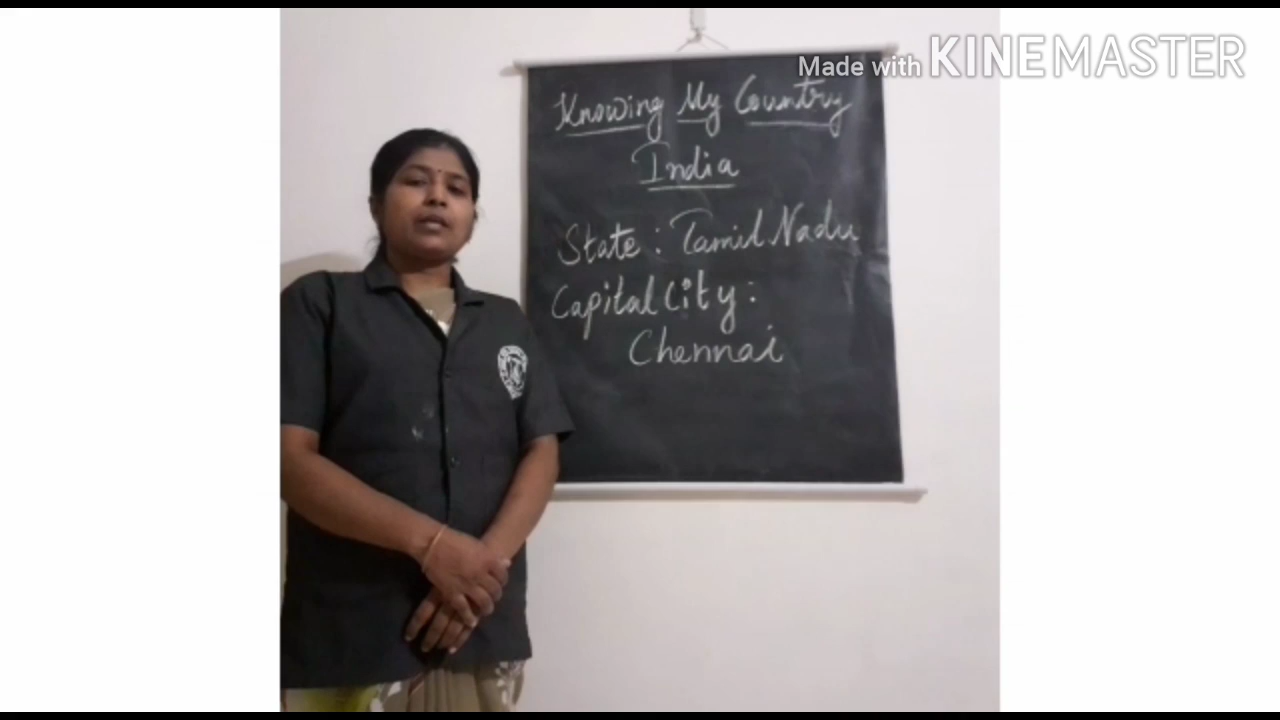 Made with KINEMASTER
Knowing My Country
India
State : Tamil Nadu
Capital City :
Chennai